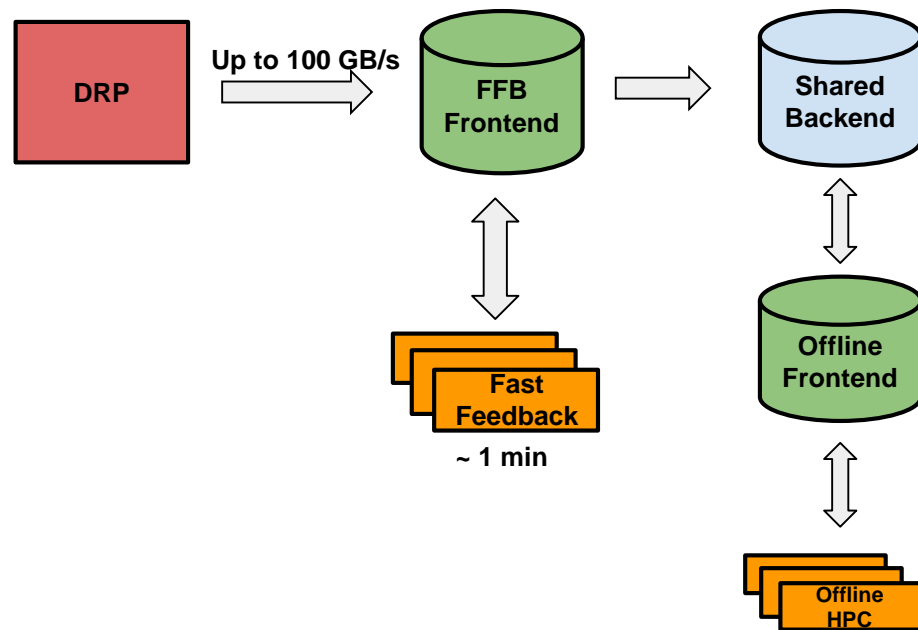 DRP
Up to 100 GB/s
FFB
Frontend
Shared
Backend
Fast
Feedback
~ 1 min
Offline
Frontend
Offline
HPC